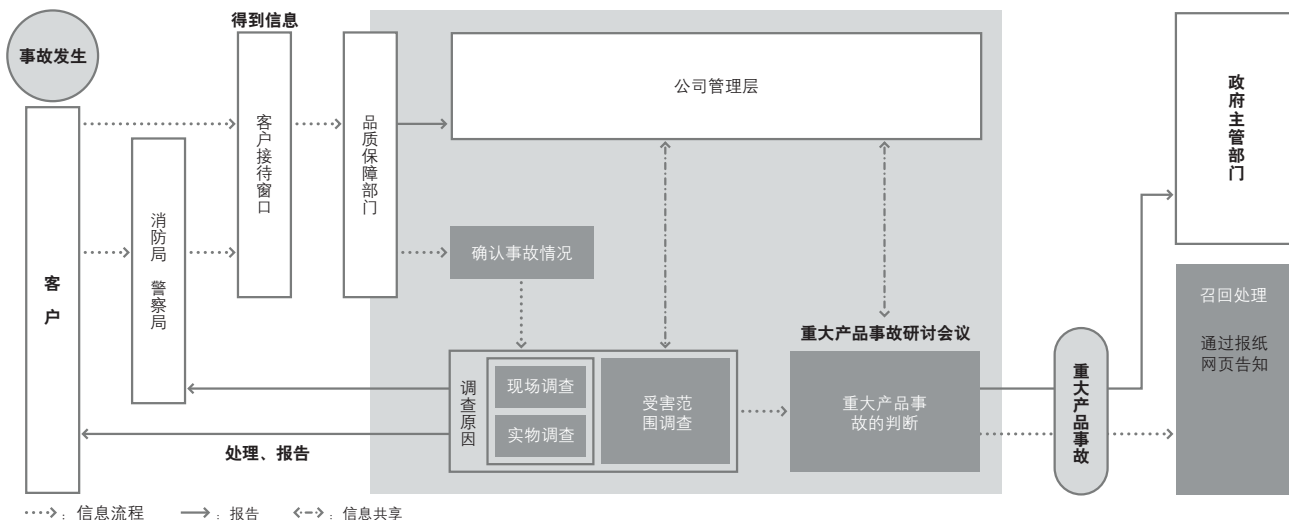 得到信息
事故发生
客户
消防局 警察局
客户接待窗口
品质保障部门
公司管理层
政府主管部门
确认事故情况
重大产品事故研讨会议
调查原因
现场调查
实物调查
受害范
围调查
重大产品事
故的判断
重大产品事故
召回处理
通过报纸
网页告知
处理、报告
：信息流程
：报告
：信息共享